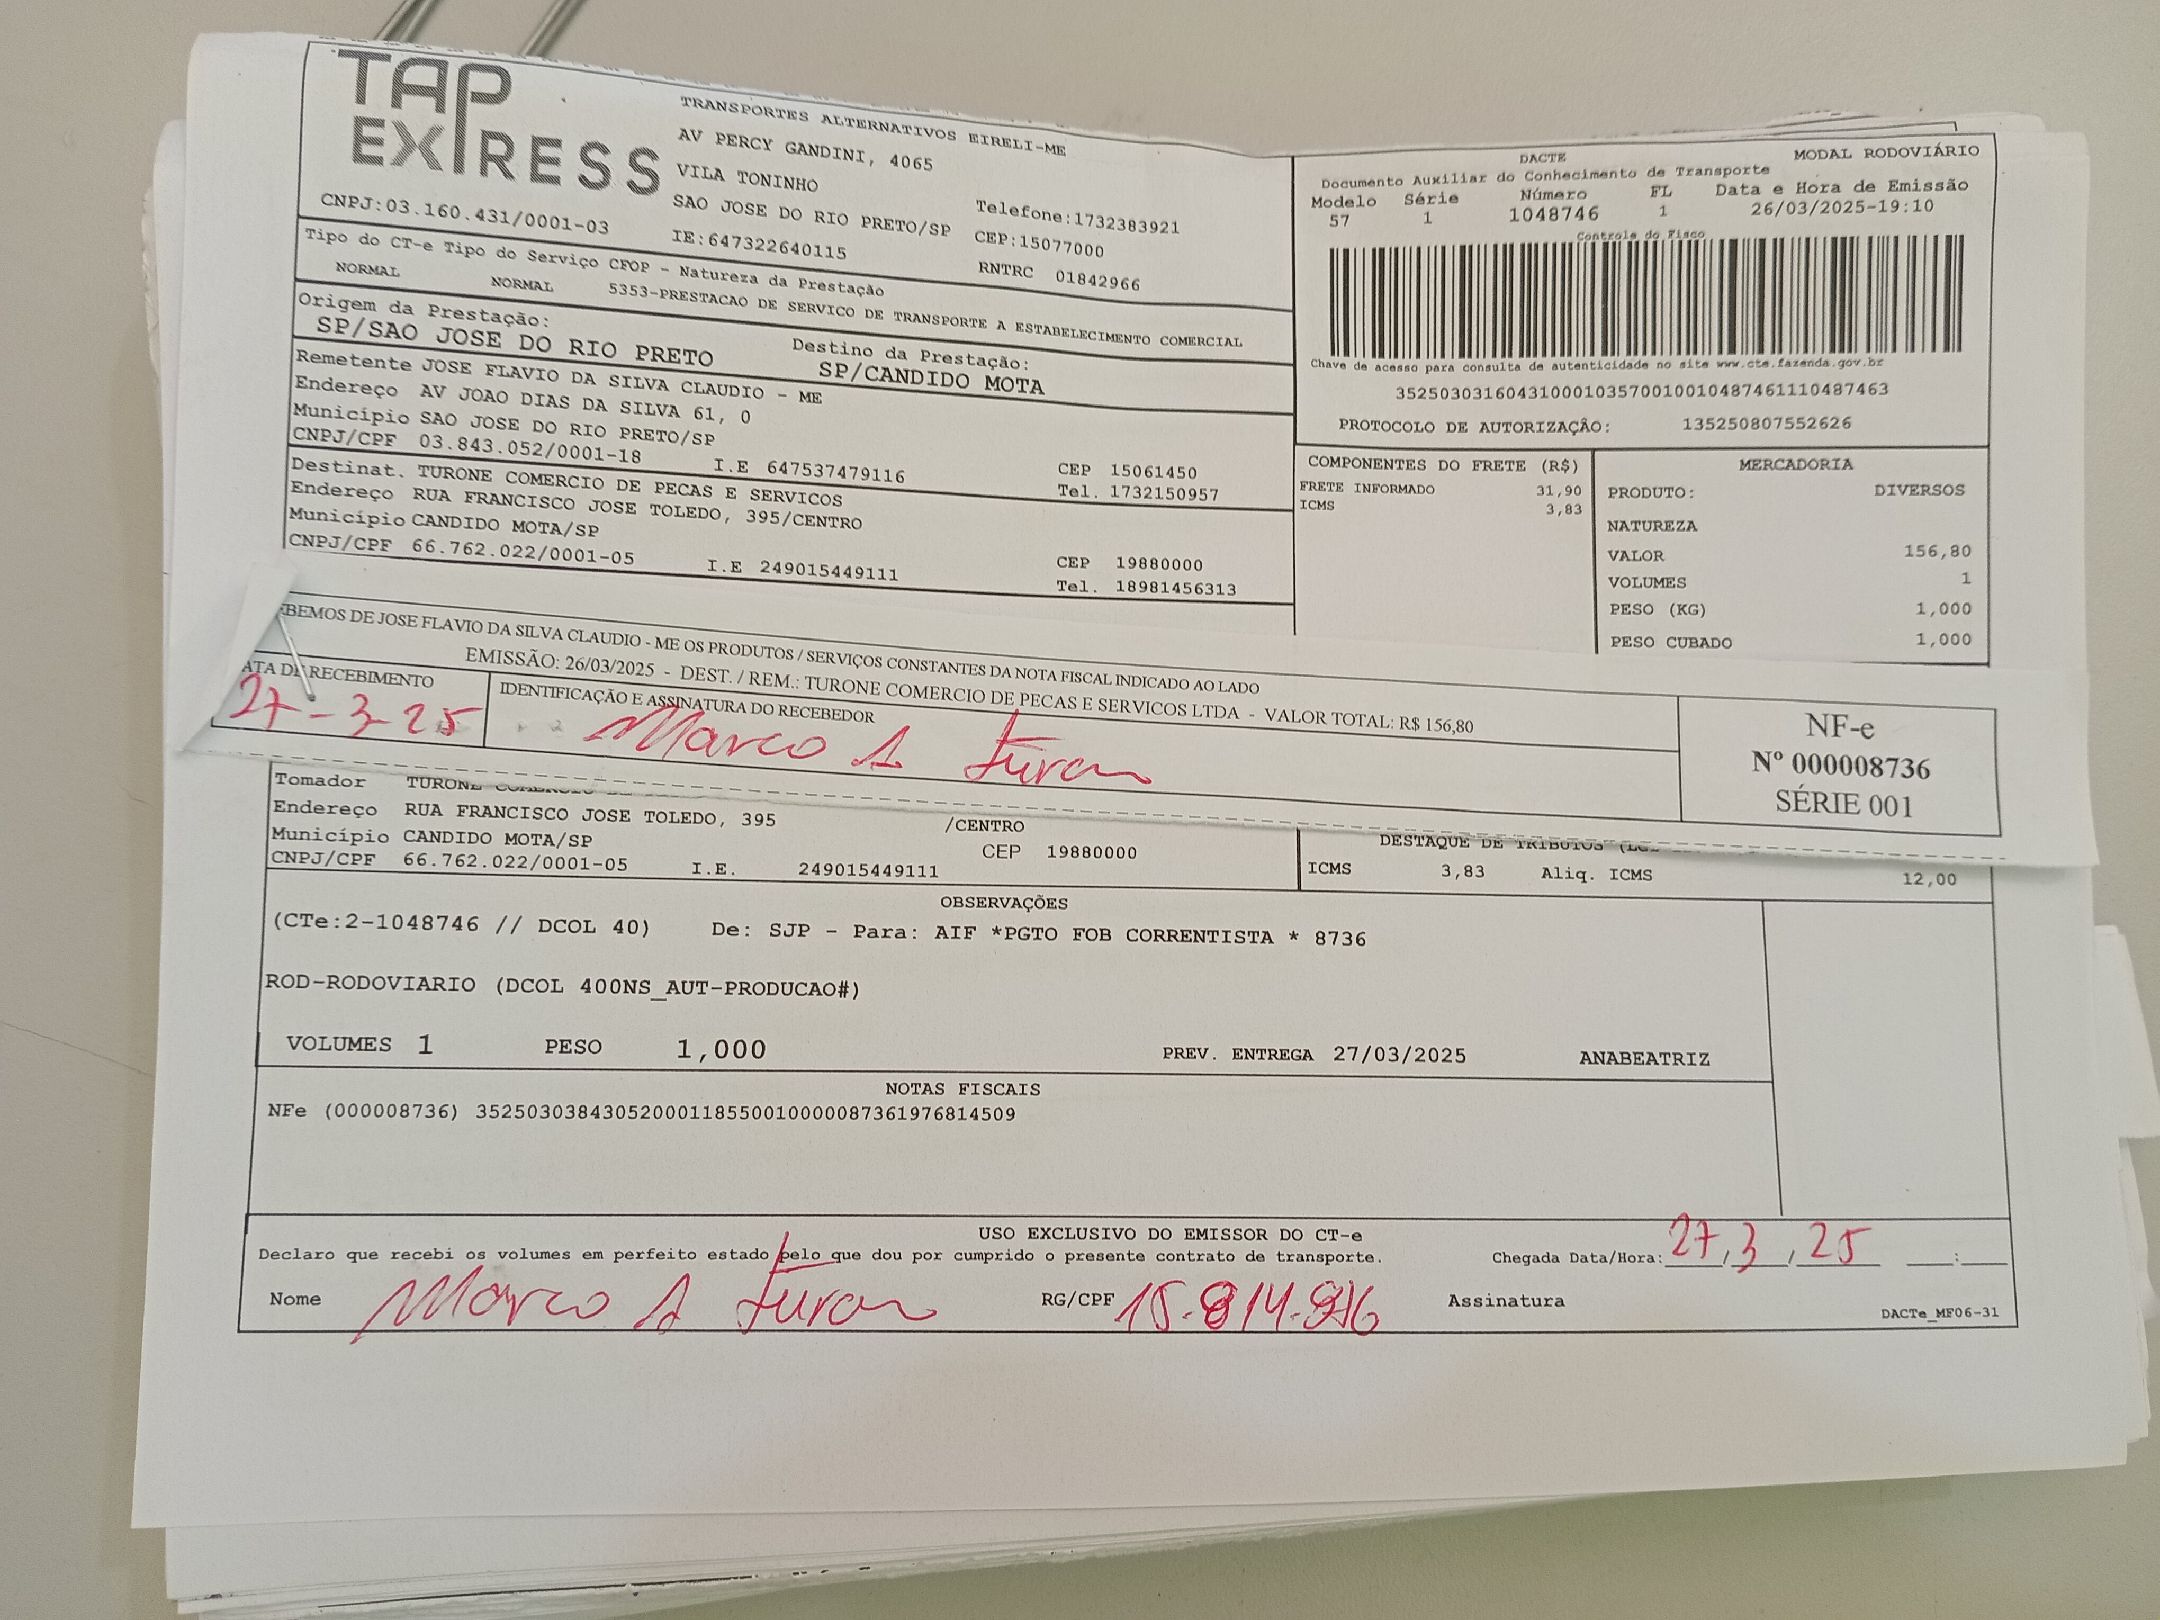 TAP
EXPRESS
TRANSPORTES ALTERNATIVOS EIRELI-ME
AV PERCY GANDINI, 4065
VILA TONINHO
SAO JOSE DO RIO PRETO/SP
CNPJ:03.160.431/0001-03
IE:647322640115
Telefone:1732383921
CEP:15077000
RNTRC 01842966
Tipo do CT-e Tipo do Serviço CFOP - Natureza da Prestação
NORMAL NORMAL 5353-PRESTACAO DE SERVICO DE TRANSPORTE A ESTABELECIMENTO COMERCIAL
Origem da Prestação: Destino da Prestação:
SP/SAO JOSE DO RIO PRETO SP/CANDIDO MOTA
Remetente JOSE FLAVIO DA SILVA CLAUDIO - ME
Endereço AV JOAO DIAS DA SILVA 61, 0
Município SAO JOSE DO RIO PRETO/SP CEP 15061450
CNPJ/CPF 03.843.052/0001-18 I.E 647537479116 Tel. 1732150957
Destinat. TURONE COMERCIO DE PECAS E SERVICOS
Endereço RUA FRANCISCO JOSE TOLEDO, 395/CENTRO
Município CANDIDO MOTA/SP CEP 19880000
CNPJ/CPF 66.762.022/0001-05 I.E 249015449111 Tel. 18981456313
DACTE MODAL RODOVIÁRIO
Documento Auxiliar do Conhecimento de Transporte
Modelo Série Número FL Data e Hora de Emissão
57 1 1048746 1 26/03/2025-19:10
Controle do Fisco
Chave de acesso para consulta de autenticidade no site www.cte.fazenda.gov.br
35250303160431000103570010010487461110487463
PROTOCOLO DE AUTORIZAÇÃO: 135250807552626
COMPONENTES DO FRETE (R$)
FRETE INFORMADO 31,90
ICMS 3,83
MERCADORIA
PRODUTO: DIVERSOS
NATUREZA
VALOR 156,80
VOLUMES 1
PESO (KG) 1,000
PESO CUBADO 1,000
EBEMOS DE JOSE FLAVIO DA SILVA CLAUDIO - ME OS PRODUTOS / SERVIÇOS CONSTANTES DA NOTA FISCAL INDICADO AO LADO
EMISSÃO: 26/03/2025 - DEST. / REM.: TURONE COMERCIO DE PECAS E SERVICOS LTDA - VALOR TOTAL: R$ 156,80
ATA DE RECEBIMENTO IDENTIFICAÇÃO E ASSINATURA DO RECEBEDOR
27-3-25 Marco A Turon
NF-e
Nº 000008736
SÉRIE 001
Tomador TURONE COMERCIO DE
Endereço RUA FRANCISCO JOSE TOLEDO, 395 /CENTRO
Município CANDIDO MOTA/SP CEP 19880000
CNPJ/CPF 66.762.022/0001-05 I.E. 249015449111
DESTAQUE DE TRIBUTOS
ICMS 3,83 Aliq. ICMS 12,00
OBSERVAÇÕES
(CTe:2-1048746 // DCOL 40) De: SJP - Para: AIF *PGTO FOB CORRENTISTA * 8736
ROD-RODOVIARIO (DCOL 400NS_AUT-PRODUCAO#)
VOLUMES 1 PESO 1,000 PREV. ENTREGA 27/03/2025 ANABEATRIZ
NOTAS FISCAIS
NFe (000008736) 35250303843052000118550010000087361976814509
USO EXCLUSIVO DO EMISSOR DO CT-e
Declaro que recebi os volumes em perfeito estado pelo que dou por cumprido o presente contrato de transporte. Chegada Data/Hora: 27/3/25 __:__
Nome Marco A Turon RG/CPF Assinatura
DACTe_MF06-31